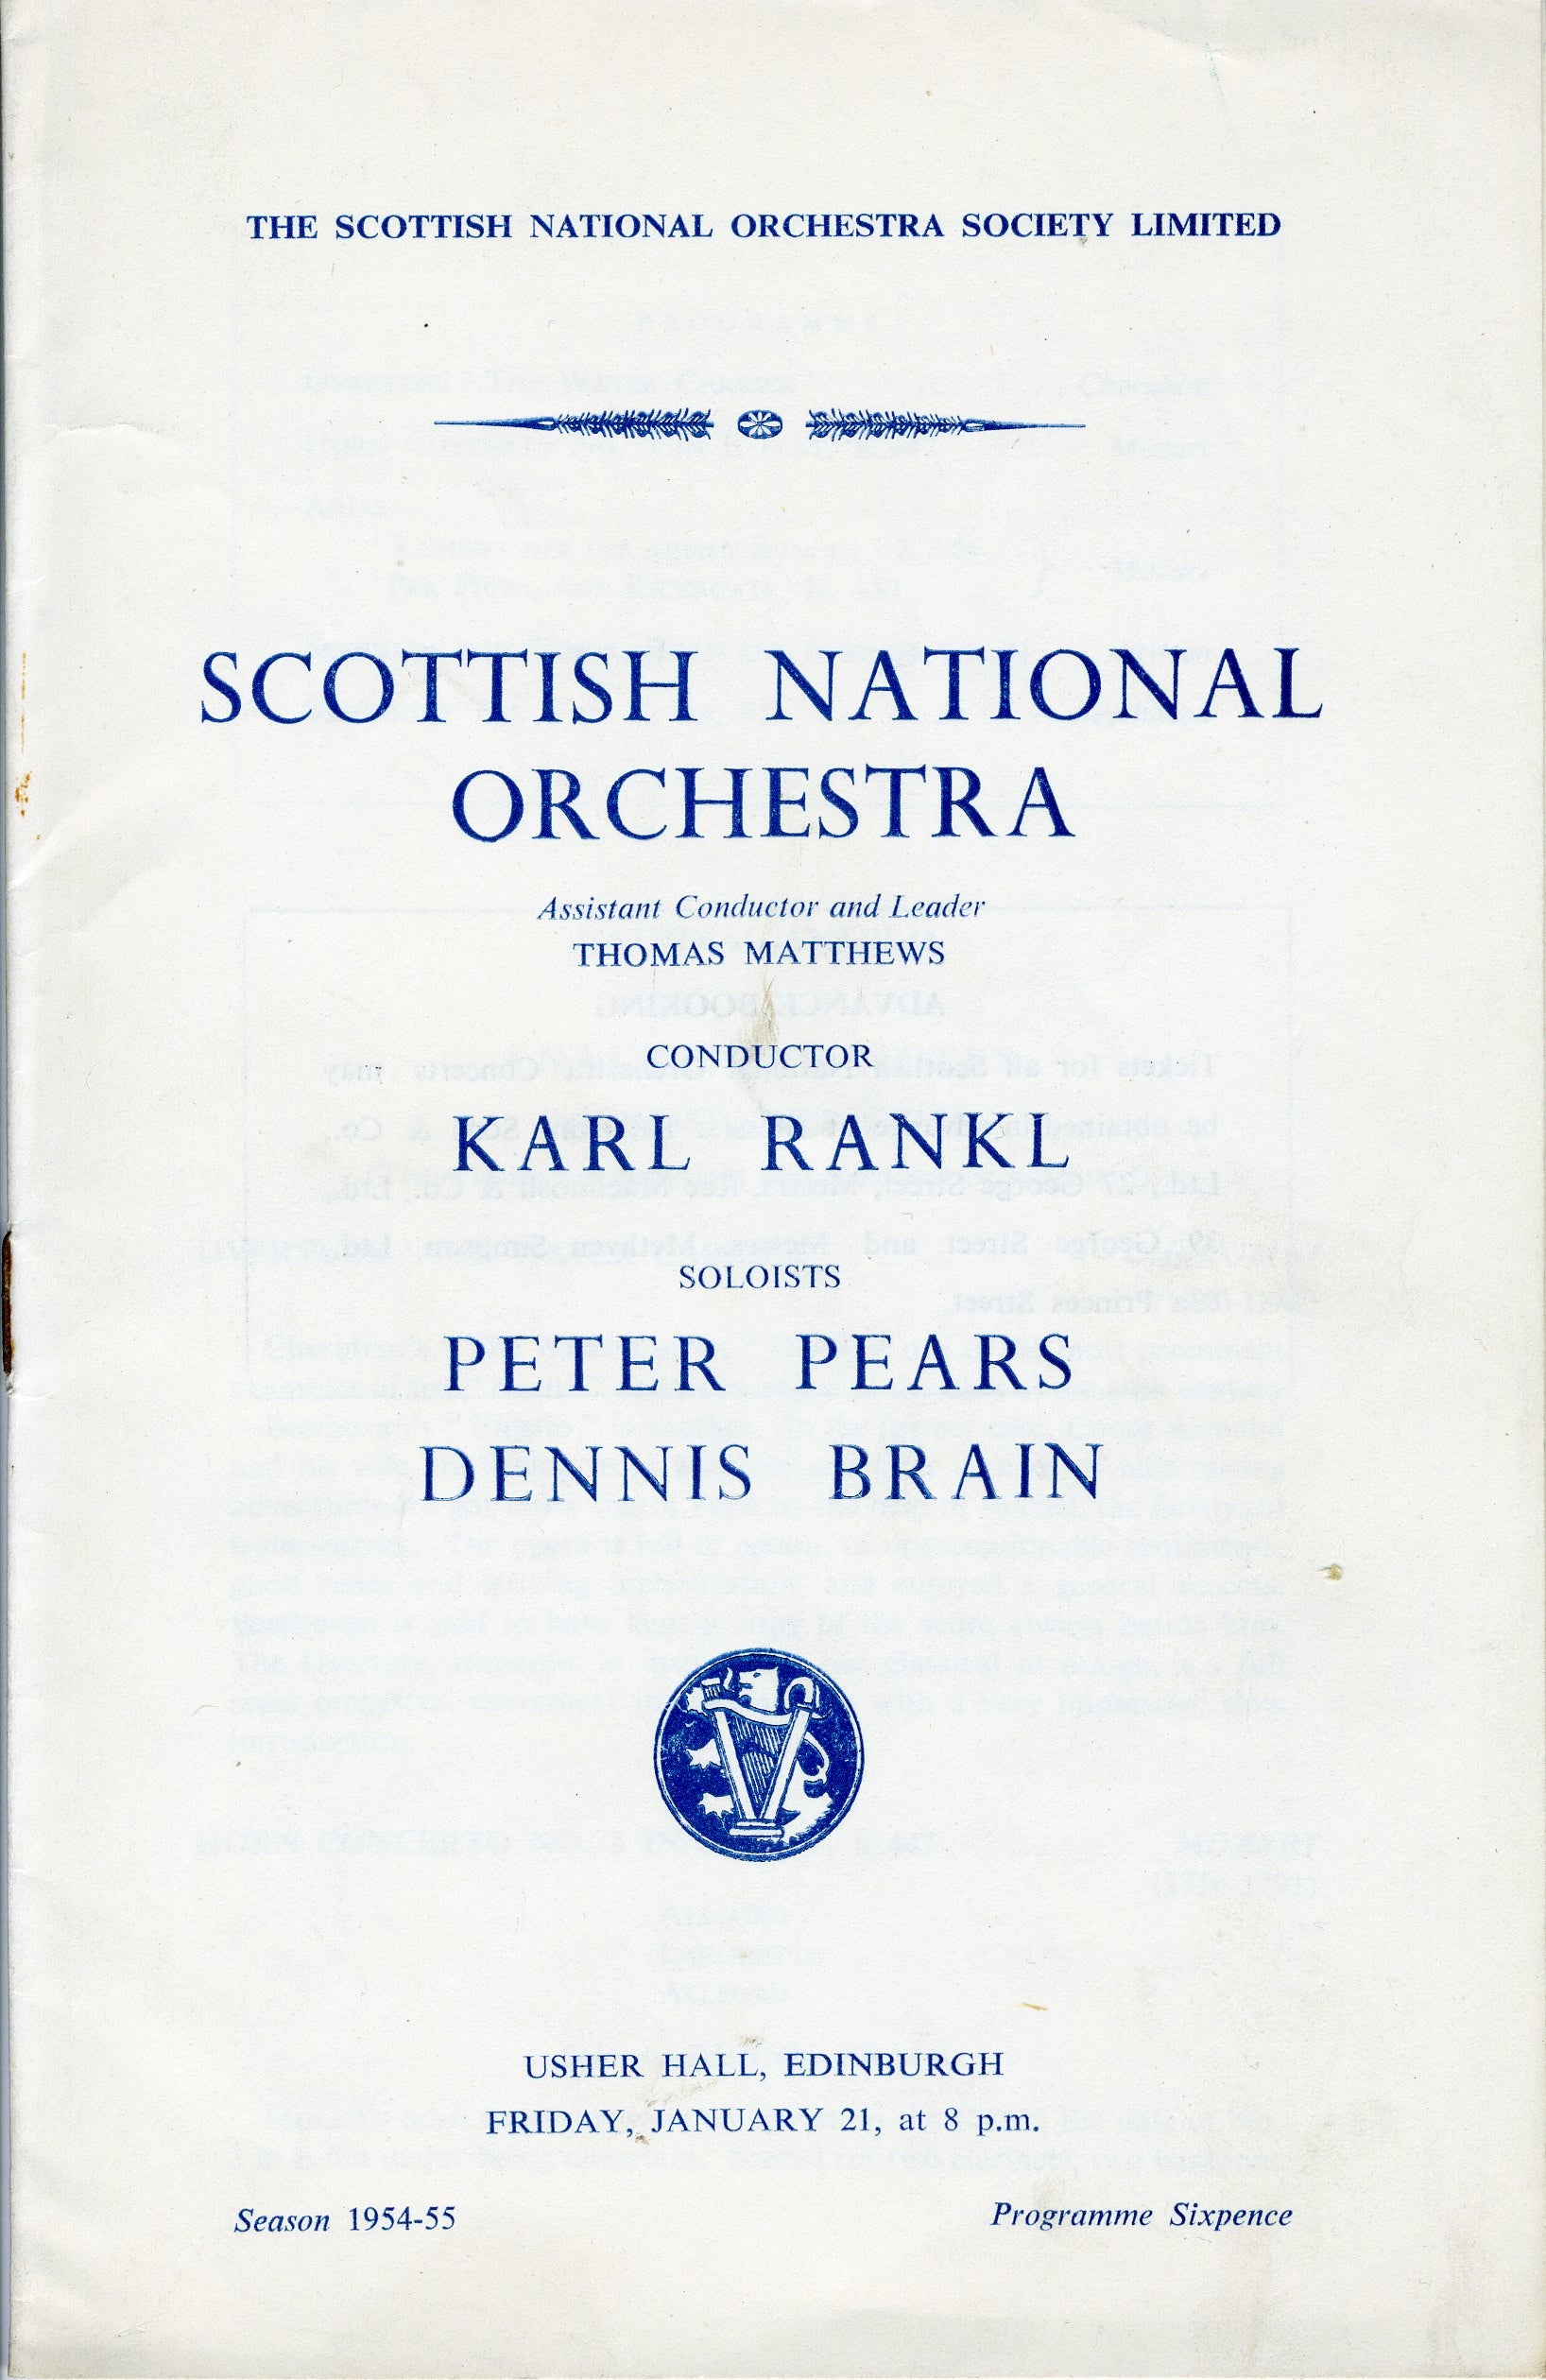 THE SCOTTISH NATIONAL ORCHESTRA SOCIETY LIMITED
SCOTTISH NATIONAL
ORCHESTRA
Assistant Conductor and Leader
THOMAS MATTHEWS
CONDUCTOR
KARL RANKL
SOLOISTS
PETER PEARS
DENNIS BRAIN
USHER HALL, EDINBURGH
FRIDAY, JANUARY 21, at 8 p.m.
Season 1954-55
Programme Sixpence